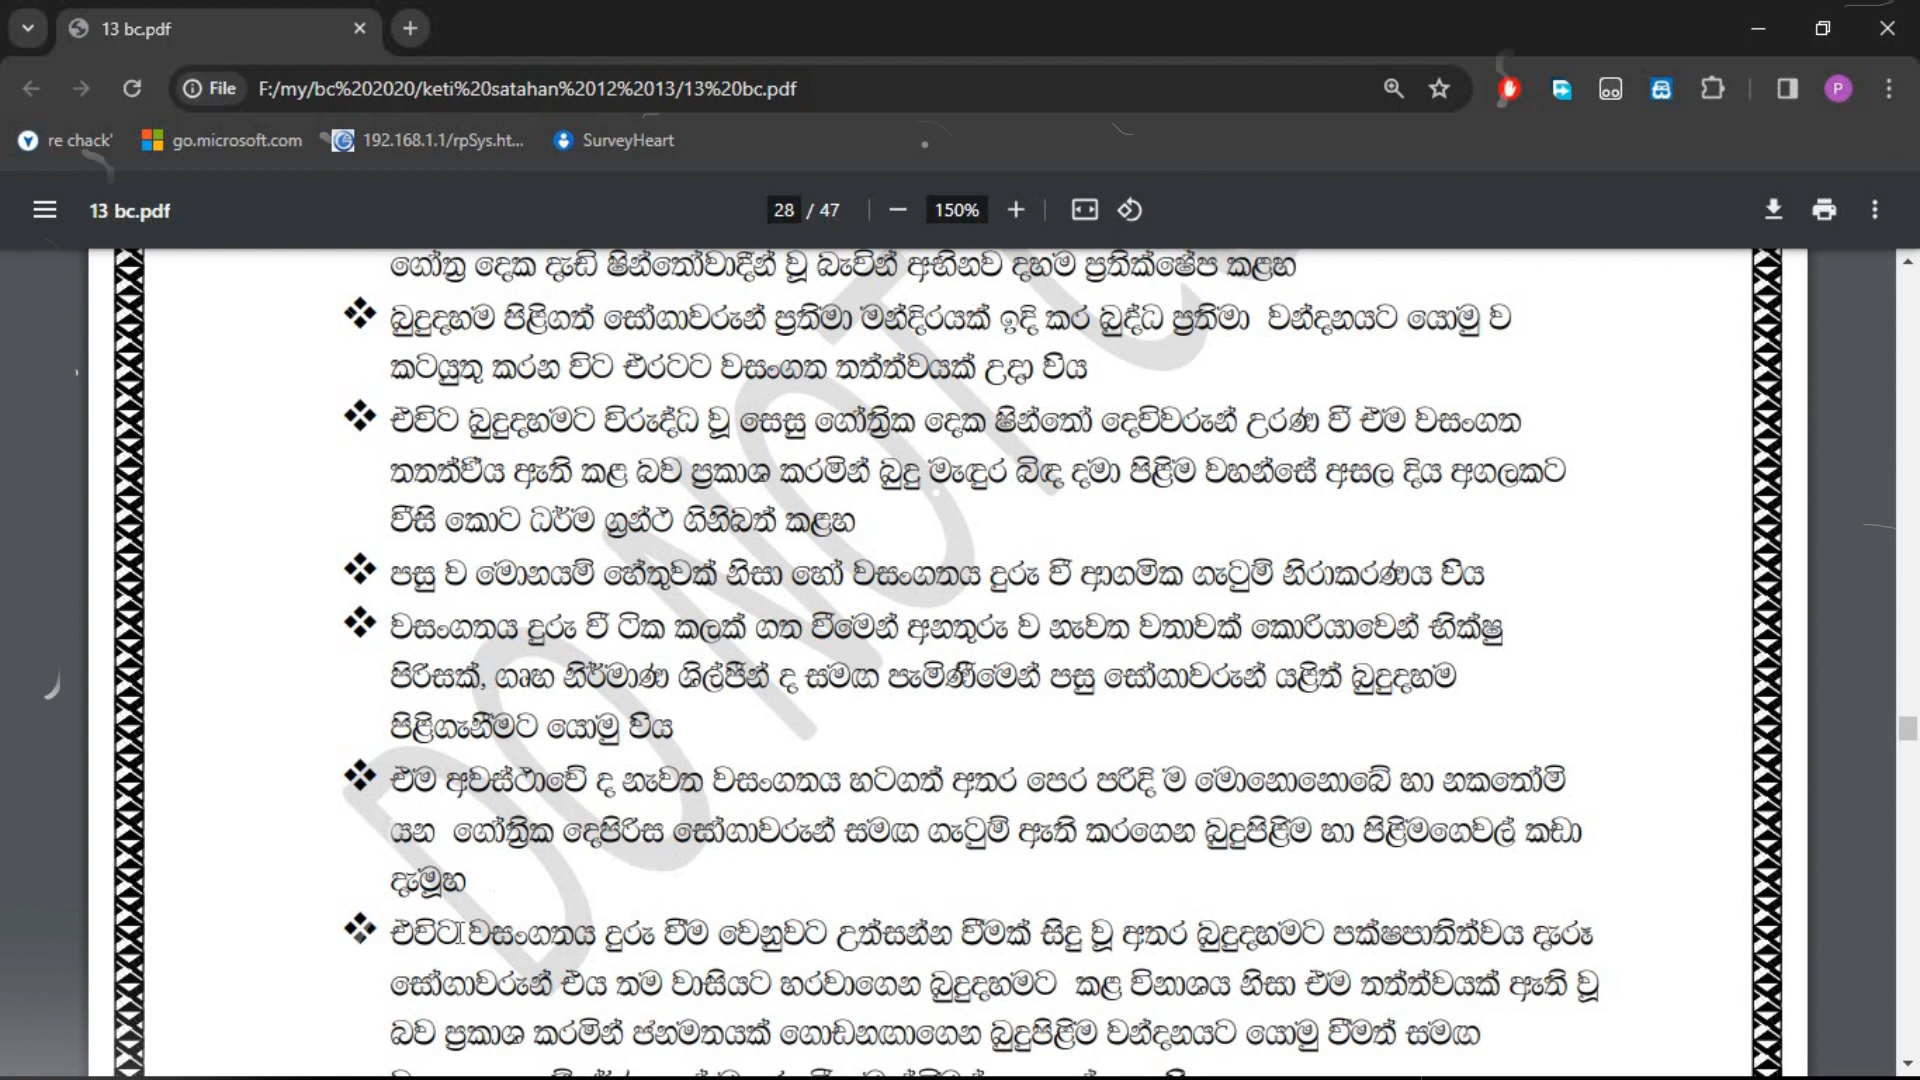 13 bc.pdf
File F:/my/bc%202020/keti%20satahan%2012%2013/13%20bc.pdf
P
re chack'
go.microsoft.com
192.168.1.1/rpSys.ht...
SurveyHeart
13 bc.pdf
28 / 47
150%
ගෝත්‍ර දෙක දැඩි ෂින්තෝවාදීන් වූ බැවින් අභිනව දහම ප්‍රතික්ෂේප කළහ
❖ බුදුදහම පිළිගත් සෝගාවරුන් ප්‍රතිමා මන්දිරයක් ඉදි කර බුද්ධ ප්‍රතිමා වන්දනයට යොමු ව
කටයුතු කරන විට එරටට වසංගත තත්ත්වයක් උදා විය
❖ එවිට බුදුදහමට විරුද්ධ වූ සෙසු ගෝත්‍රික දෙක ෂින්තෝ දෙවිවරුන් උරණ වී එම වසංගත
තතත්වීය ඇති කළ බව ප්‍රකාශ කරමින් බුදු මැඳුර බිඳ දමා පිළිම වහන්සේ අසල දිය අගලකට
වීසි කොට ධර්ම ග්‍රන්ථ ගිනිබත් කළහ
❖ පසු ව මොනයම් හේතුවක් නිසා හෝ වසංගතය දුරු වී ආගමික ගැටුම් නිරාකරණය විය
❖ වසංගතය දුරු වී ටික කලක් ගත වීමෙන් අනතුරු ව නැවත වතාවක් කොරියාවෙන් භික්ෂු
පිරිසක්, ගෘහ නිර්මාණ ශිල්පීන් ද සමඟ පැමිණීමෙන් පසු සෝගාවරුන් යළිත් බුදුදහම
පිළිගැනීමට යොමු විය
❖ එම අවස්ථාවේ ද නැවත වසංගතය හටගත් අතර පෙර පරිදි ම මොනොනොබේ හා නකතෝමි
යන ගෝත්‍රික දෙපිරිස සෝගාවරුන් සමඟ ගැටුම් ඇති කරගෙන බුදුපිළිම හා පිළිමගෙවල් කඩා
දැමූහ
❖ එවිට වසංගතය දුරු වීම වෙනුවට උත්සන්න වීමක් සිදු වූ අතර බුදුදහමට පක්ෂපාතිත්වය දැරූ
සෝගාවරුන් එය තම වාසියට හරවාගෙන බුදුදහමට කළ විනාශය නිසා එම තත්ත්වයක් ඇති වූ
බව ප්‍රකාශ කරමින් ජනමතයක් ගොඩනඟාගෙන බුදුපිළිම වන්දනයට යොමු වීමත් සමඟ
DO NOT